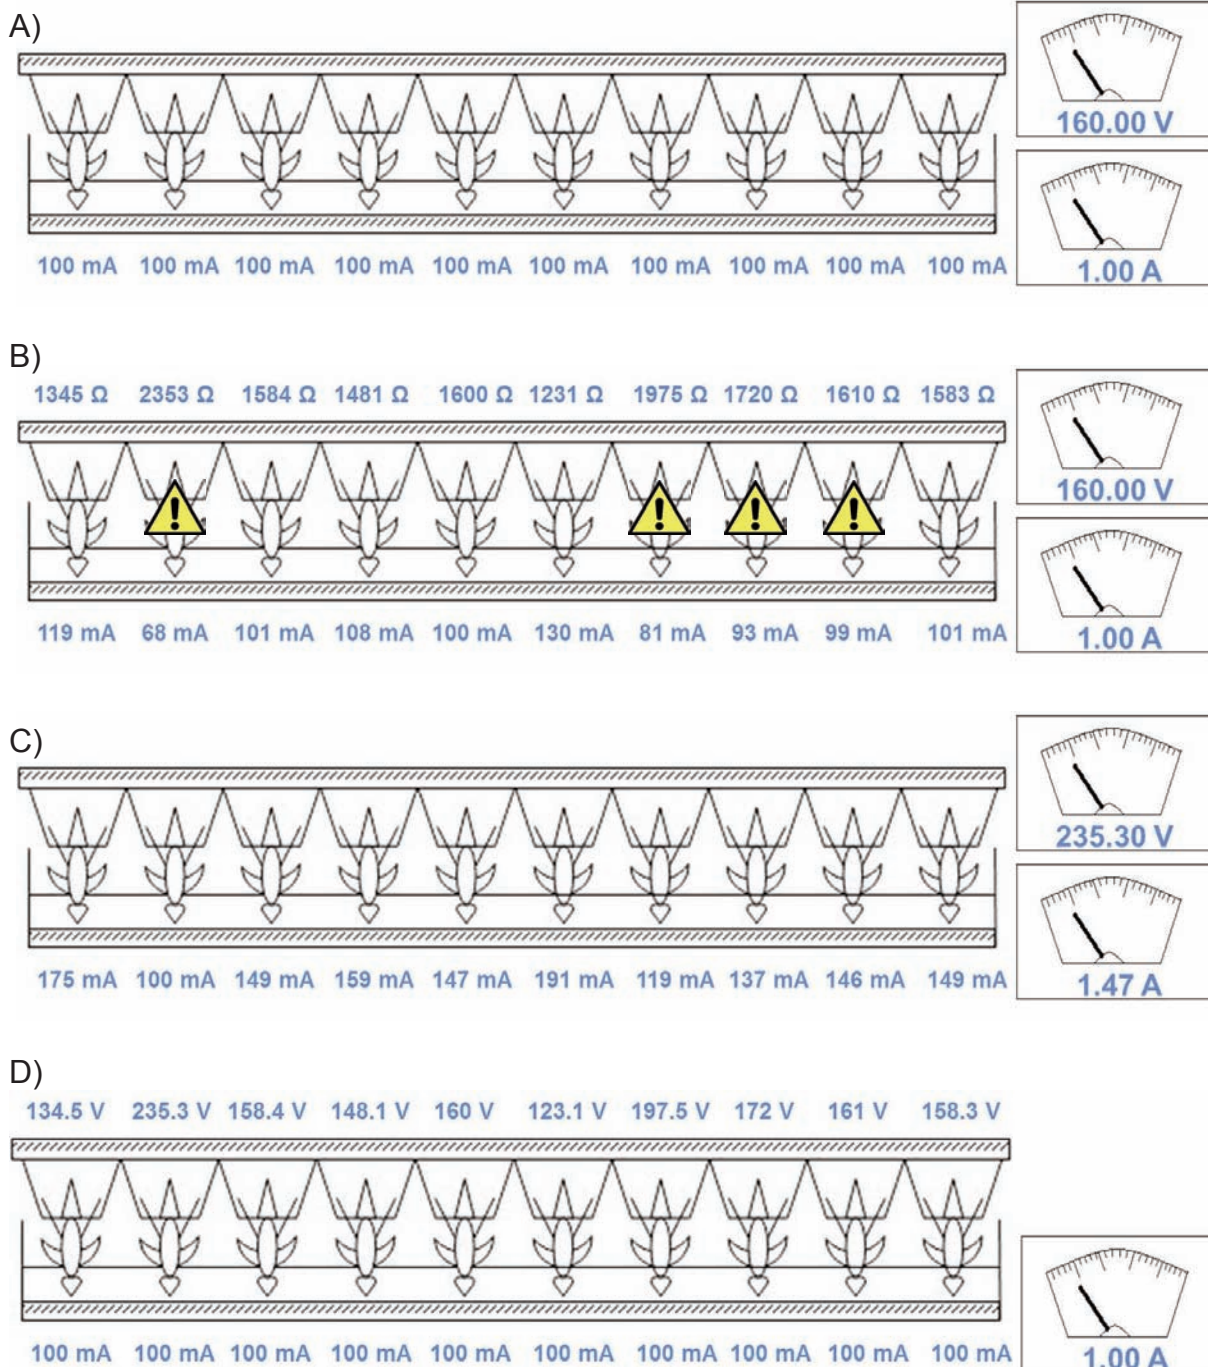 A)
160.00 V
100 mA 100 mA 100 mA 100 mA 100 mA 100 mA 100 mA 100 mA 100 mA 100 mA
1.00 A
B)
1345 Ω 2353 Ω 1584 Ω 1481 Ω 1600 Ω 1231 Ω 1975 Ω 1720 Ω 1610 Ω 1583 Ω
160.00 V
119 mA 68 mA 101 mA 108 mA 100 mA 130 mA 81 mA 93 mA 99 mA 101 mA
1.00 A
C)
235.30 V
175 mA 100 mA 149 mA 159 mA 147 mA 191 mA 119 mA 137 mA 146 mA 149 mA
1.47 A
D)
134.5 V 235.3 V 158.4 V 148.1 V 160 V 123.1 V 197.5 V 172 V 161 V 158.3 V
100 mA 100 mA 100 mA 100 mA 100 mA 100 mA 100 mA 100 mA 100 mA 100 mA
1.00 A